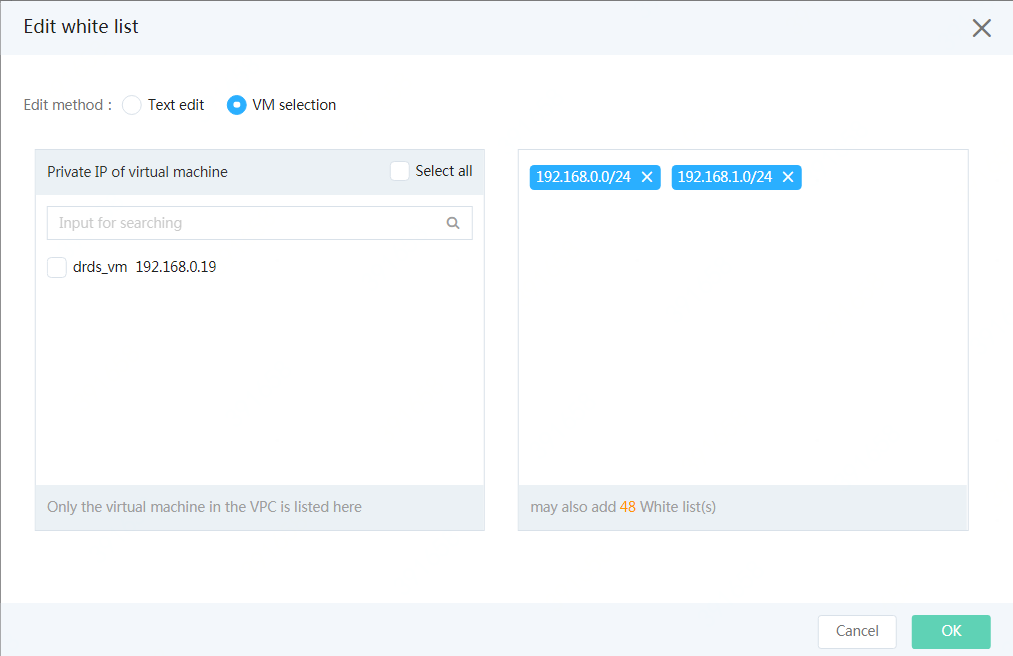 Edit white list
Edit method : Text edit VM selection
Private IP of virtual machine Select all
Input for searching
drds_vm 192.168.0.19
Only the virtual machine in the VPC is listed here
192.168.0.0/24 192.168.1.0/24
may also add 48 White list(s)
Cancel OK